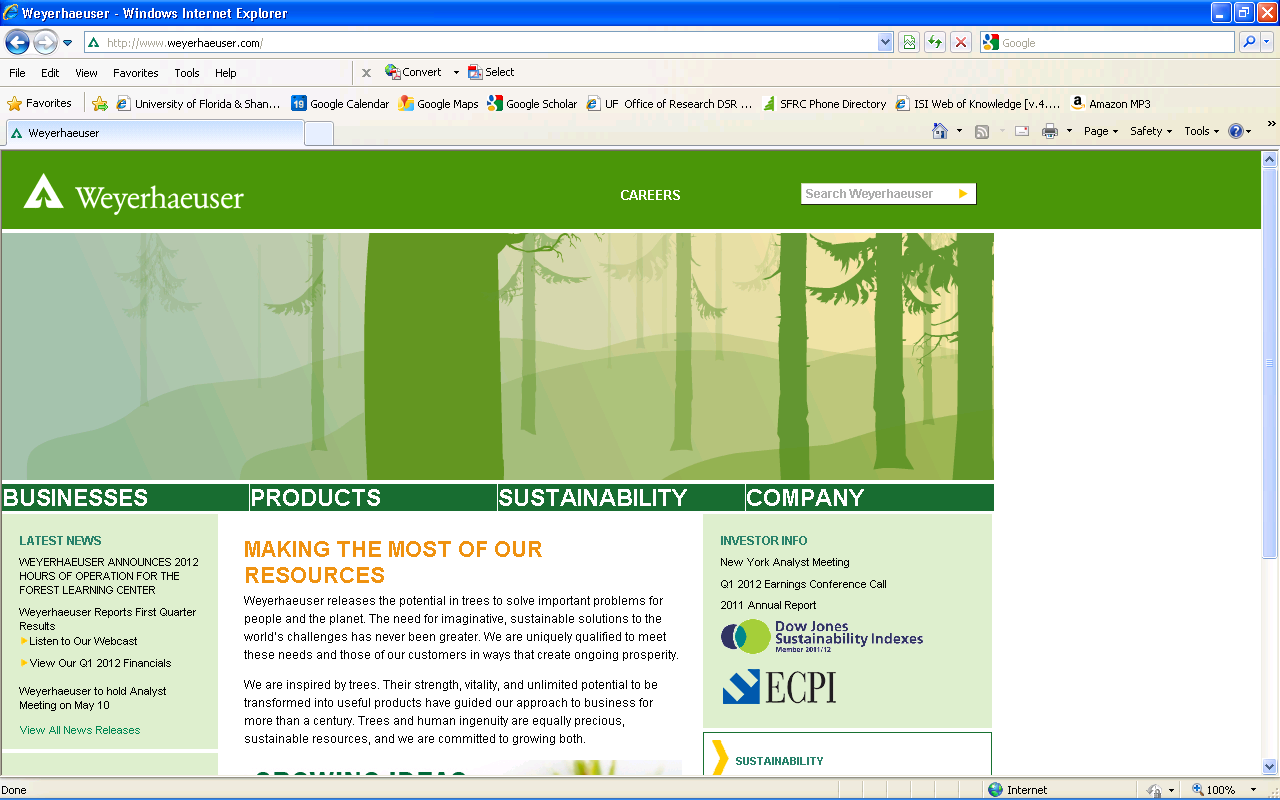 Weyerhaeuser - Windows Internet Explorer
http://www.weyerhaeuser.com/
Google
File Edit View Favorites Tools Help
x Convert Select
Favorites
University of Florida & Shan...
19 Google Calendar
Google Maps
Google Scholar
UF Office of Research DSR ...
SFRC Phone Directory
ISI Web of Knowledge [v.4....
a Amazon MP3
Weyerhaeuser
Page Safety Tools
Weyerhaeuser
CAREERS
Search Weyerhaeuser
BUSINESSES
PRODUCTS
SUSTAINABILITY
COMPANY
LATEST NEWS
WEYERHAEUSER ANNOUNCES 2012
HOURS OF OPERATION FOR THE
FOREST LEARNING CENTER
Weyerhaeuser Reports First Quarter
Results
Listen to Our Webcast
View Our Q1 2012 Financials
Weyerhaeuser to hold Analyst
Meeting on May 10
View All News Releases
MAKING THE MOST OF OUR
RESOURCES
Weyerhaeuser releases the potential in trees to solve important problems for
people and the planet. The need for imaginative, sustainable solutions to the
world's challenges has never been greater. We are uniquely qualified to meet
these needs and those of our customers in ways that create ongoing prosperity.
We are inspired by trees. Their strength, vitality, and unlimited potential to be
transformed into useful products have guided our approach to business for
more than a century. Trees and human ingenuity are equally precious,
sustainable resources, and we are committed to growing both.
GROWING IDEAS
INVESTOR INFO
New York Analyst Meeting
Q1 2012 Earnings Conference Call
2011 Annual Report
Dow Jones
Sustainability Indexes
Member 2011/12
ECPI
SUSTAINABILITY
Done
Internet
100%